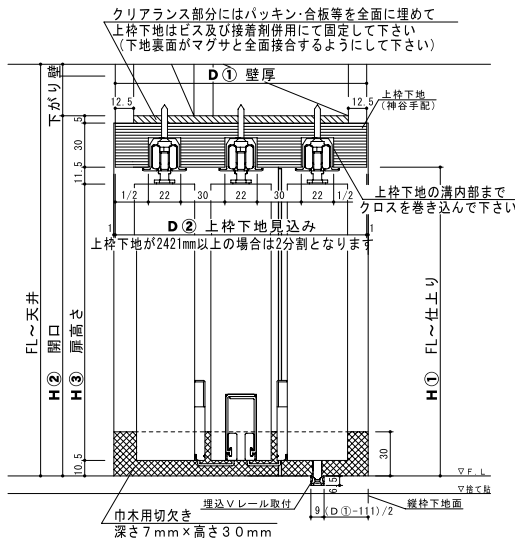 クリアランス部分にはパッキン・合板等を全面に埋めて
上枠下地はビス及び接着剤併用にて固定して下さい
(下地裏面がマグサと全面接合するようにして下さい)
D① 壁厚
12.5
12.5
上枠下地
(神谷手配)
下がり壁
5
30
11.5
1/2
22
30
22
30
22
1/2
上枠下地の溝内部まで
クロスを巻き込んで下さい
1
D② 上枠下地見込み
1
上枠下地が2421mm以上の場合は2分割となります
FL~天井
H② 開口
H③ 扉高さ
H① FL~仕上り
30
10.5
▽F.L
▽捨て貼
6.5
埋込Vレール取付
9
(D①-111)/2
縦枠下地面
巾木用切欠き
深さ7mm×高さ30mm